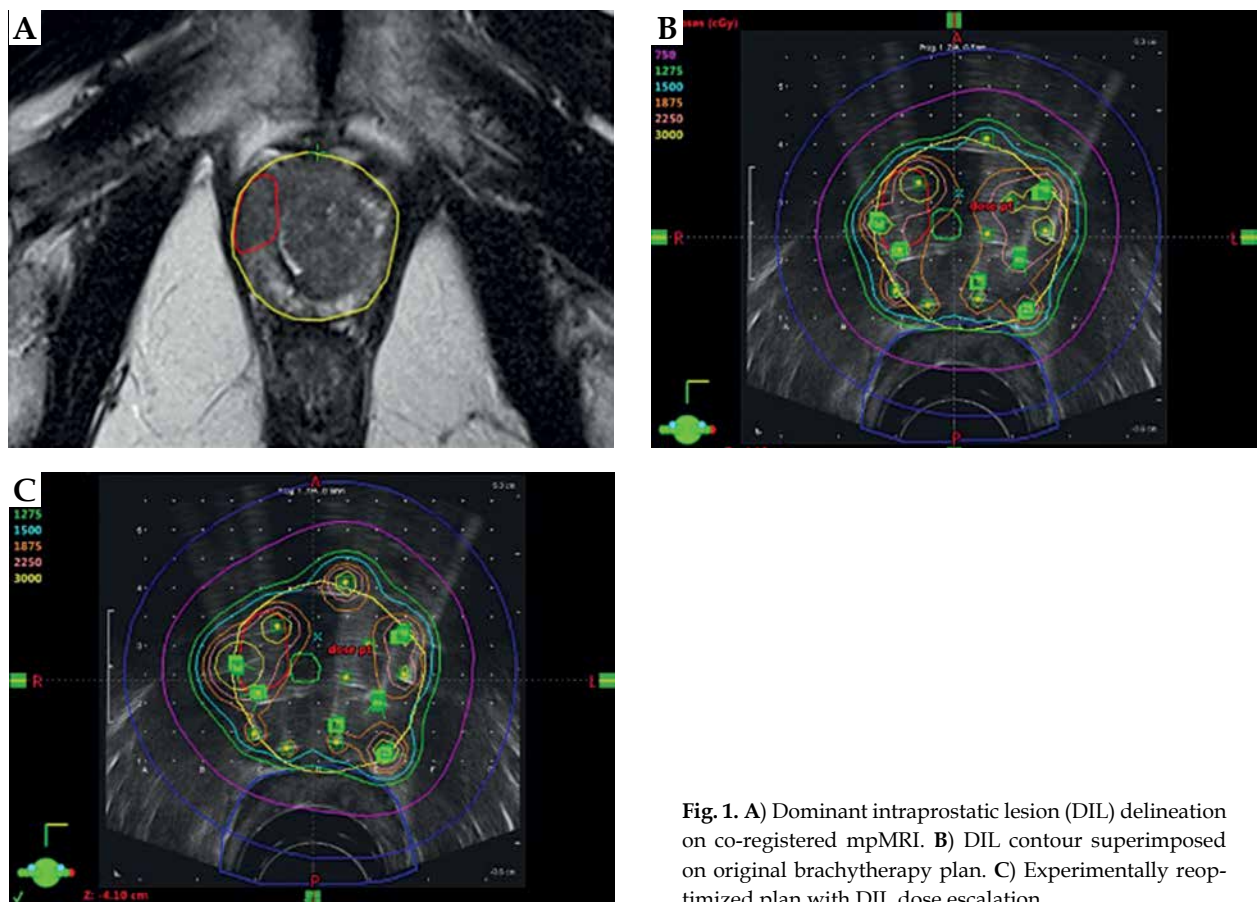 A
B
750
1275
1500
1875
2250
3000
A
R
L
dose pt
P
C
1275
1500
1875
2250
3000
A
R
L
dose pt
P
Z: -4.10 cm
Fig. 1. A) Dominant intraprostatic lesion (DIL) delineation
on co-registered mpMRI. B) DIL contour superimposed
on original brachytherapy plan. C) Experimentally reop-
timized plan with DIL dose escalation